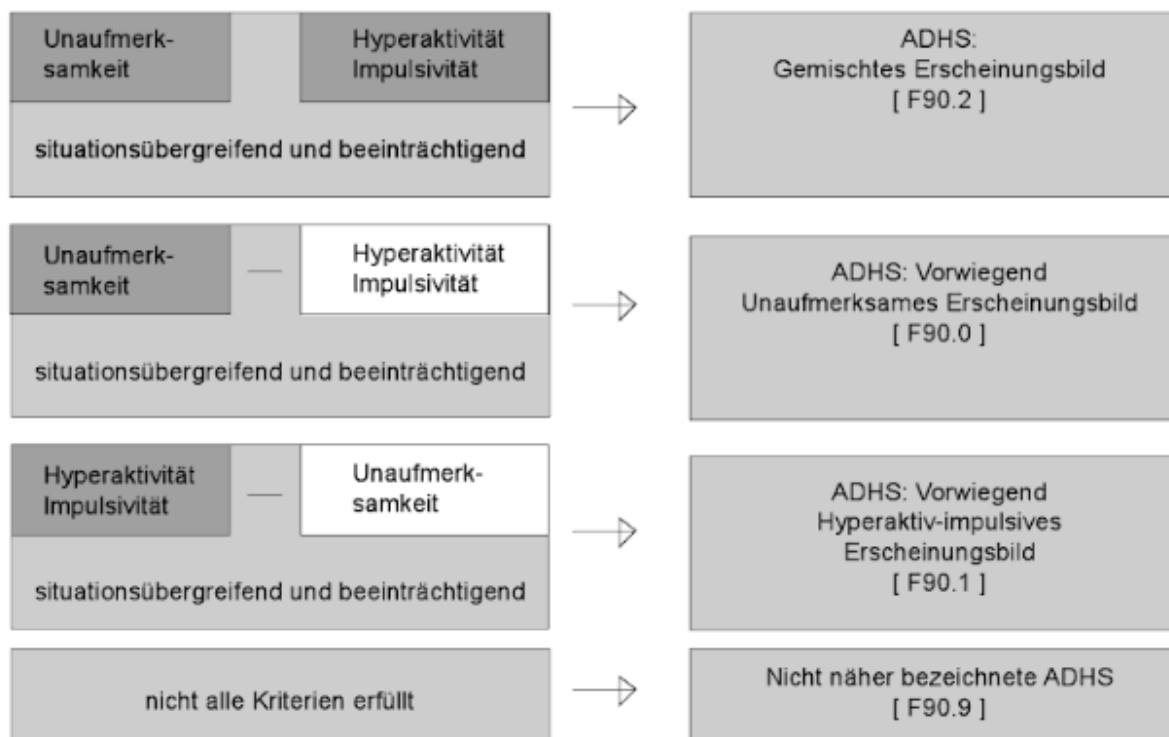 Unaufmerk-
samkeit
Hyperaktivität
Impulsivität
situationsübergreifend und beeinträchtigend
ADHS:
Gemischtes Erscheinungsbild
[ F90.2 ]
Unaufmerk-
samkeit
Hyperaktivität
Impulsivität
situationsübergreifend und beeinträchtigend
ADHS: Vorwiegend
Unaufmerksames Erscheinungsbild
[ F90.0 ]
Hyperaktivität
Impulsivität
Unaufmerk-
samkeit
situationsübergreifend und beeinträchtigend
ADHS: Vorwiegend
Hyperaktiv-impulsives
Erscheinungsbild
[ F90.1 ]
nicht alle Kriterien erfüllt
Nicht näher bezeichnete ADHS
[ F90.9 ]